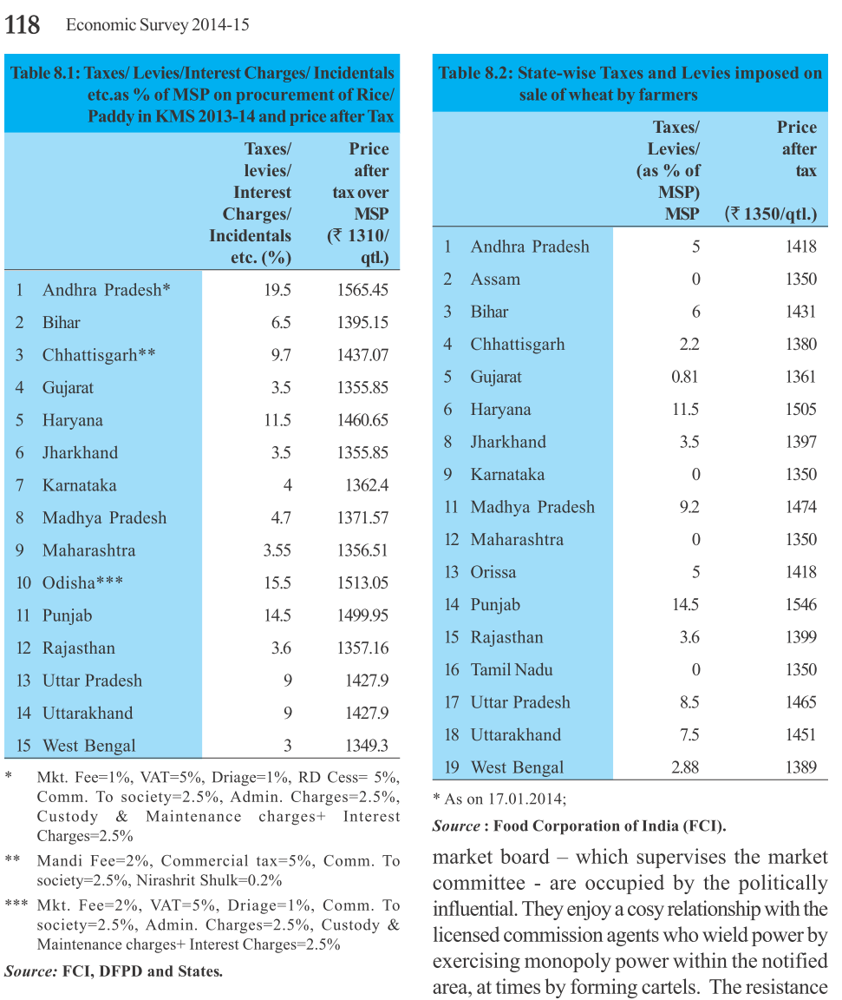 118 Economic Survey 2014-15
Table 8.1: Taxes/ Levies/Interest Charges/ Incidentals
etc.as % of MSP on procurement of Rice/
Paddy in KMS 2013-14 and price after Tax
Taxes/ Price
levies/ after
Interest tax over
Charges/ MSP
Incidentals (₹ 1310/
etc. (%) qtl.)
1 Andhra Pradesh* 19.5 1565.45
2 Bihar 6.5 1395.15
3 Chhattisgarh** 9.7 1437.07
4 Gujarat 3.5 1355.85
5 Haryana 11.5 1460.65
6 Jharkhand 3.5 1355.85
7 Karnataka 4 1362.4
8 Madhya Pradesh 4.7 1371.57
9 Maharashtra 3.55 1356.51
10 Odisha*** 15.5 1513.05
11 Punjab 14.5 1499.95
12 Rajasthan 3.6 1357.16
13 Uttar Pradesh 9 1427.9
14 Uttarakhand 9 1427.9
15 West Bengal 3 1349.3
* Mkt. Fee=1%, VAT=5%, Driage=1%, RD Cess= 5%,
Comm. To society=2.5%, Admin. Charges=2.5%,
Custody & Maintenance charges+ Interest
Charges=2.5%
** Mandi Fee=2%, Commercial tax=5%, Comm. To
society=2.5%, Nirashrit Shulk=0.2%
*** Mkt. Fee=2%, VAT=5%, Driage=1%, Comm. To
society=2.5%, Admin. Charges=2.5%, Custody &
Maintenance charges+ Interest Charges=2.5%
Source: FCI, DFPD and States.
Table 8.2: State-wise Taxes and Levies imposed on
sale of wheat by farmers
Taxes/ Price
Levies/ after
(as % of tax
MSP)
MSP (₹ 1350/qtl.)
1 Andhra Pradesh 5 1418
2 Assam 0 1350
3 Bihar 6 1431
4 Chhattisgarh 2.2 1380
5 Gujarat 0.81 1361
6 Haryana 11.5 1505
8 Jharkhand 3.5 1397
9 Karnataka 0 1350
11 Madhya Pradesh 9.2 1474
12 Maharashtra 0 1350
13 Orissa 5 1418
14 Punjab 14.5 1546
15 Rajasthan 3.6 1399
16 Tamil Nadu 0 1350
17 Uttar Pradesh 8.5 1465
18 Uttarakhand 7.5 1451
19 West Bengal 2.88 1389
* As on 17.01.2014;
Source : Food Corporation of India (FCI).
market board – which supervises the market
committee - are occupied by the politically
influential. They enjoy a cosy relationship with the
licensed commission agents who wield power by
exercising monopoly power within the notified
area, at times by forming cartels. The resistance